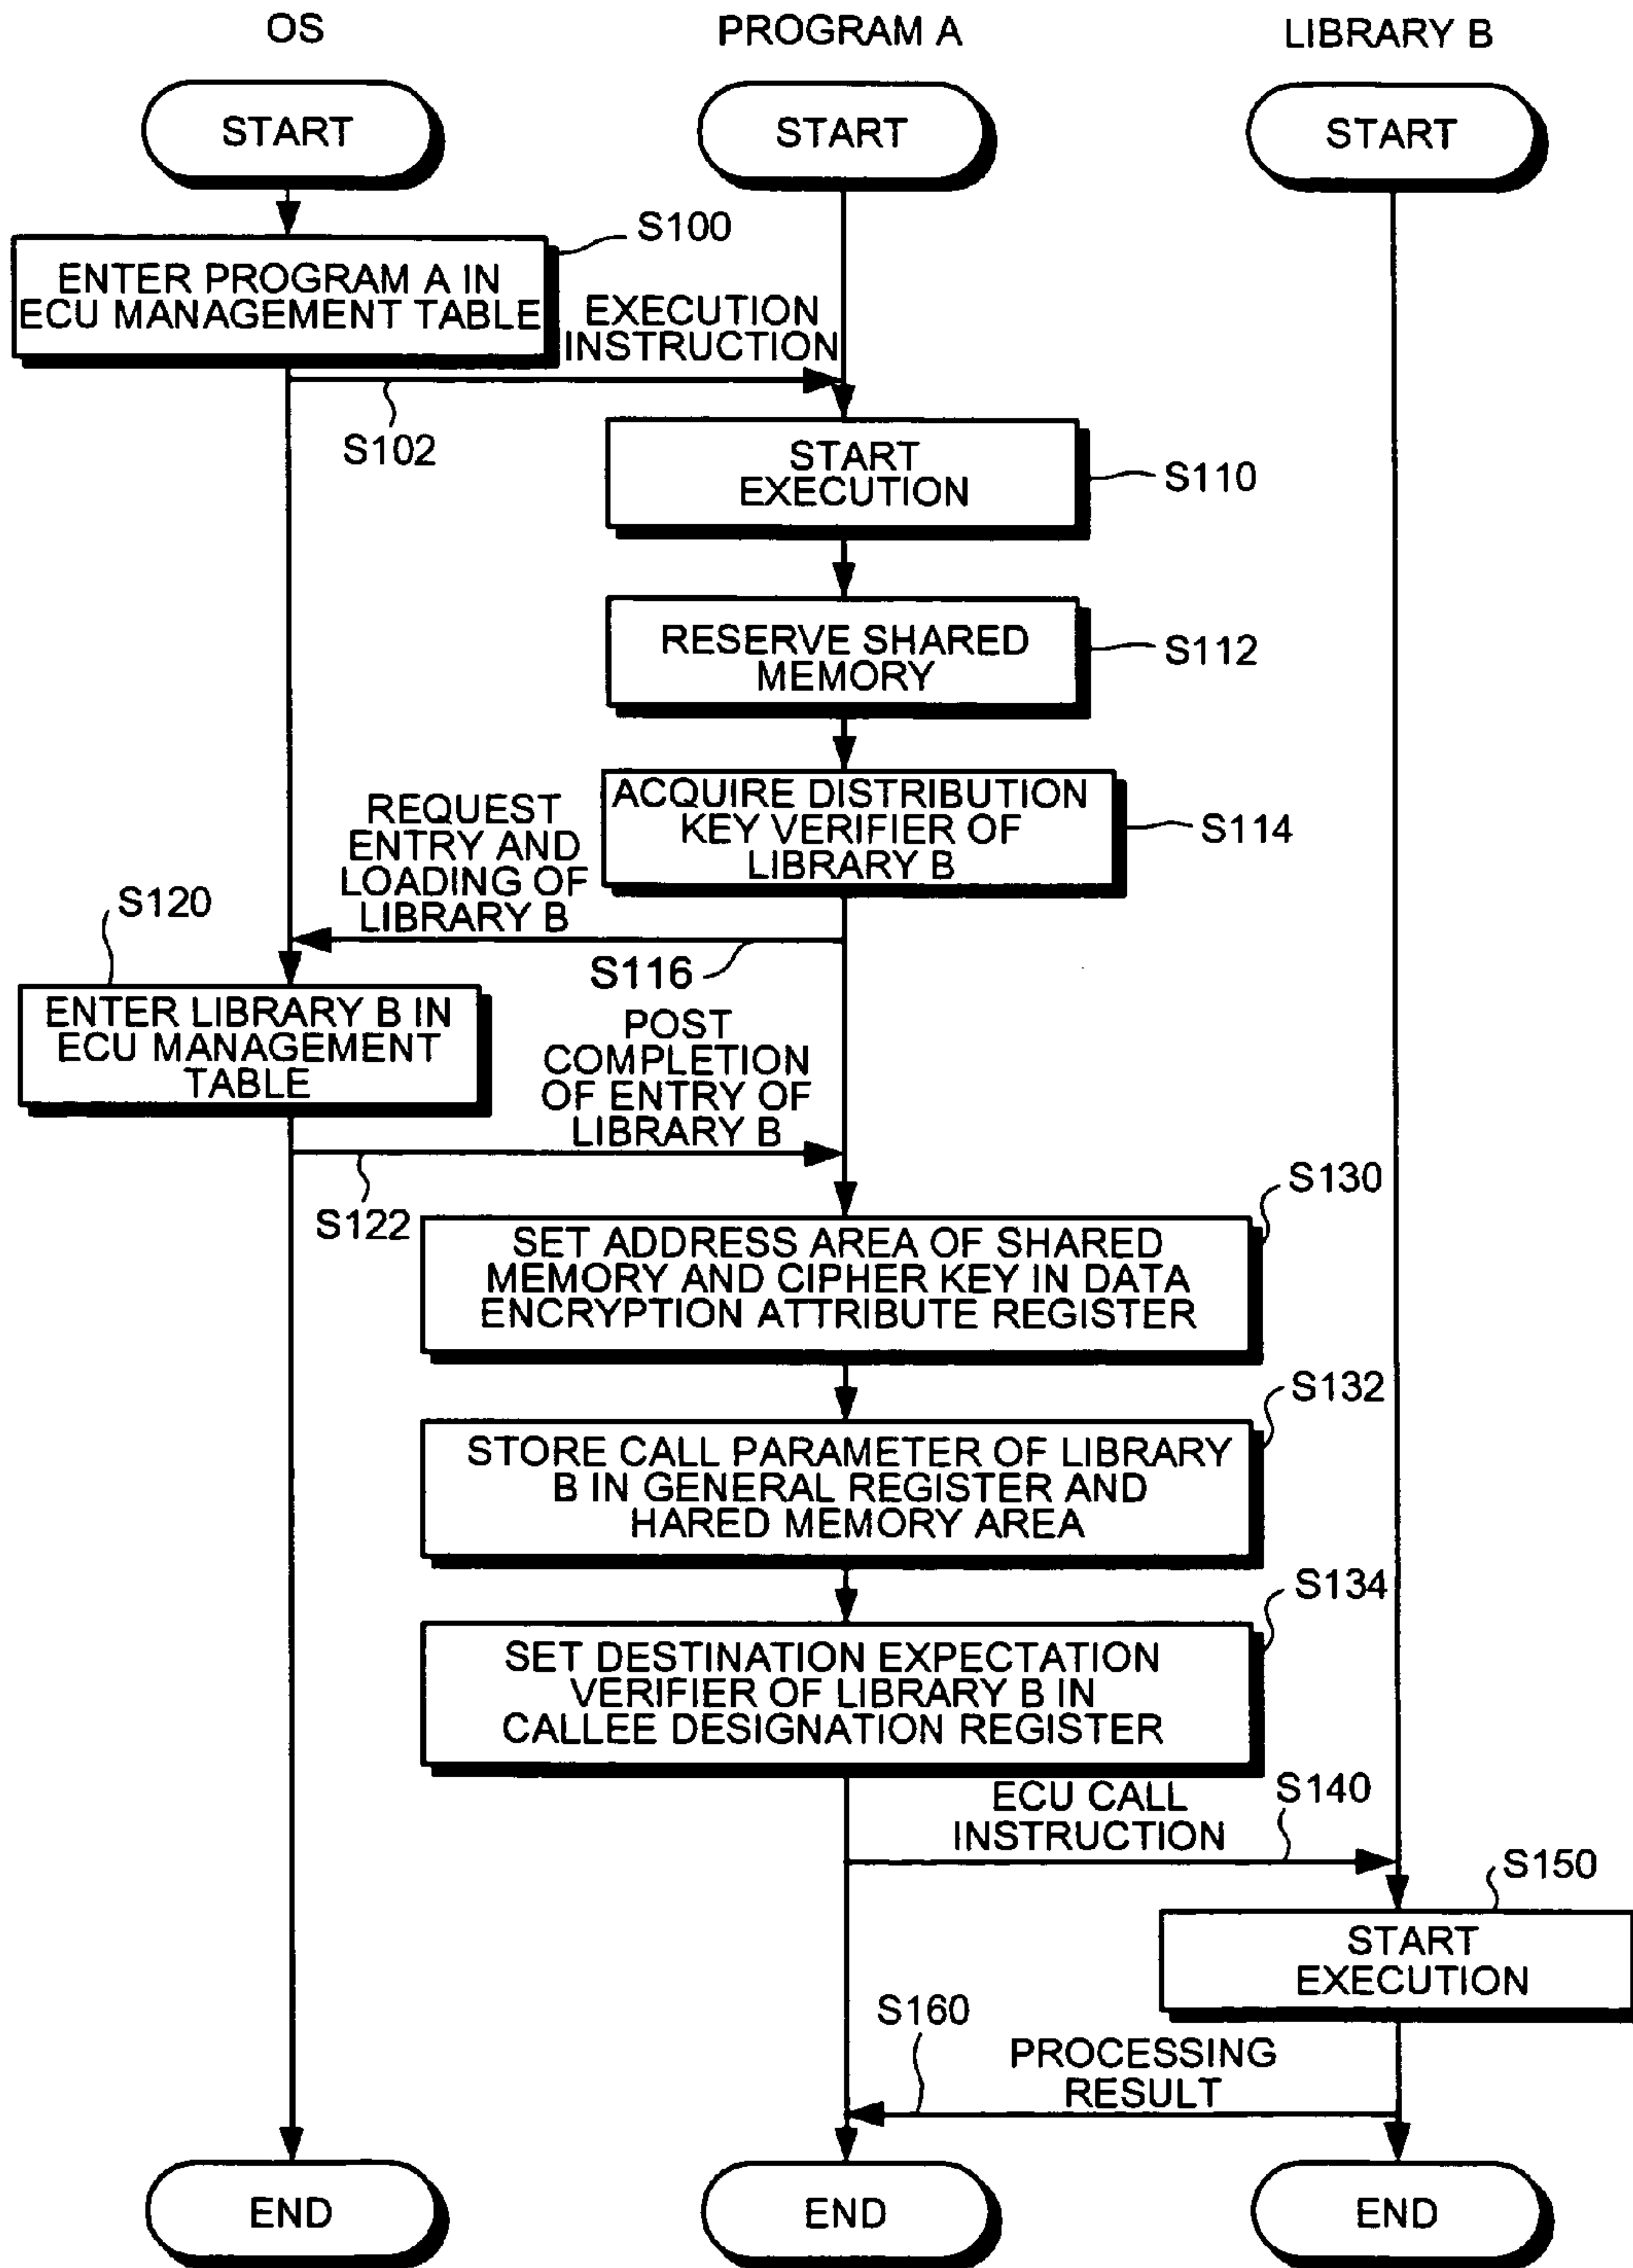 OS
PROGRAM A
LIBRARY B
START
START
START
S100
ENTER PROGRAM A IN
ECU MANAGEMENT TABLE
EXECUTION
INSTRUCTION
S102
START
EXECUTION
S110
RESERVE SHARED
MEMORY
S112
ACQUIRE DISTRIBUTION
KEY VERIFIER OF
LIBRARY B
S114
REQUEST
ENTRY AND
LOADING OF
LIBRARY B
S116
S120
ENTER LIBRARY B IN
ECU MANAGEMENT
TABLE
POST
COMPLETION
OF ENTRY OF
LIBRARY B
S122
S130
SET ADDRESS AREA OF SHARED
MEMORY AND CIPHER KEY IN DATA
ENCRYPTION ATTRIBUTE REGISTER
S132
STORE CALL PARAMETER OF LIBRARY
B IN GENERAL REGISTER AND
HARED MEMORY AREA
S134
SET DESTINATION EXPECTATION
VERIFIER OF LIBRARY B IN
CALLEE DESIGNATION REGISTER
ECU CALL
INSTRUCTION
S140
S150
START
EXECUTION
S160
PROCESSING
RESULT
END
END
END